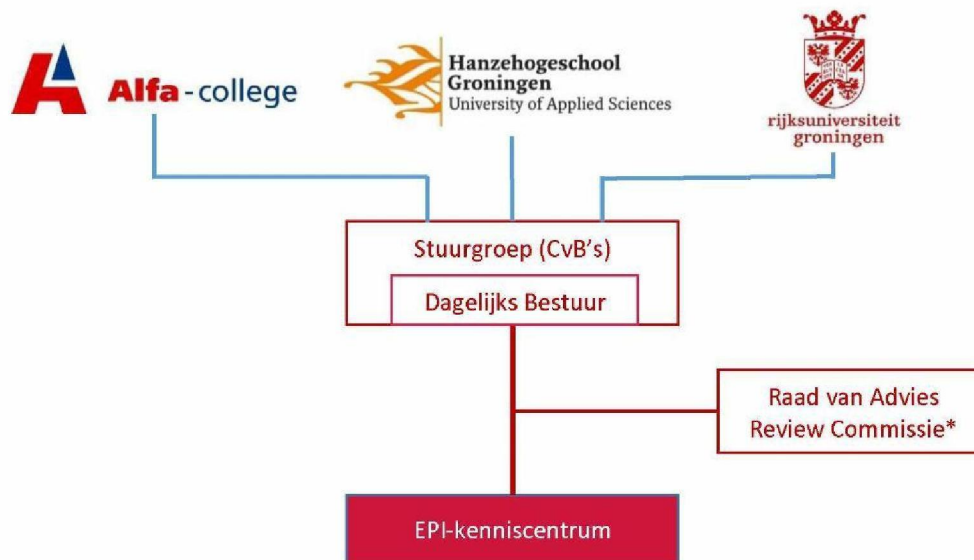 Alfa-college
Hanzehogeschool
Groningen
University of Applied Sciences
rijksuniversiteit
groningen
Stuurgroep (CvB's)
Dagelijks Bestuur
Raad van Advies
Review Commissie*
EPI-kenniscentrum